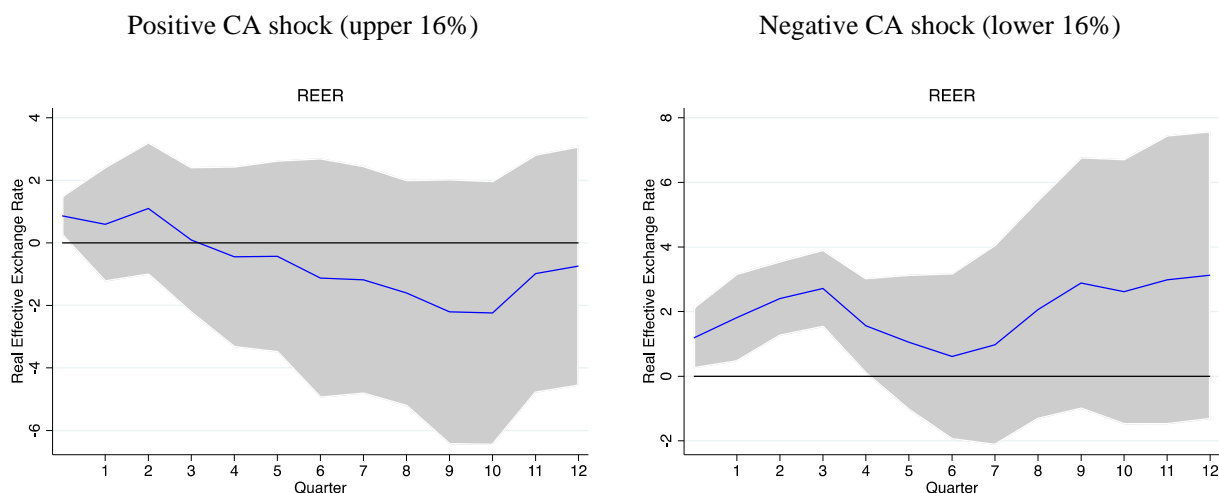 Positive CA shock (upper 16%)
REER
Real Effective Exchange Rate
4
2
0
-2
-4
-6
1 2 3 4 5 6 7 8 9 10 11 12
Quarter
Negative CA shock (lower 16%)
REER
Real Effective Exchange Rate
8
6
4
2
0
-2
1 2 3 4 5 6 7 8 9 10 11 12
Quarter